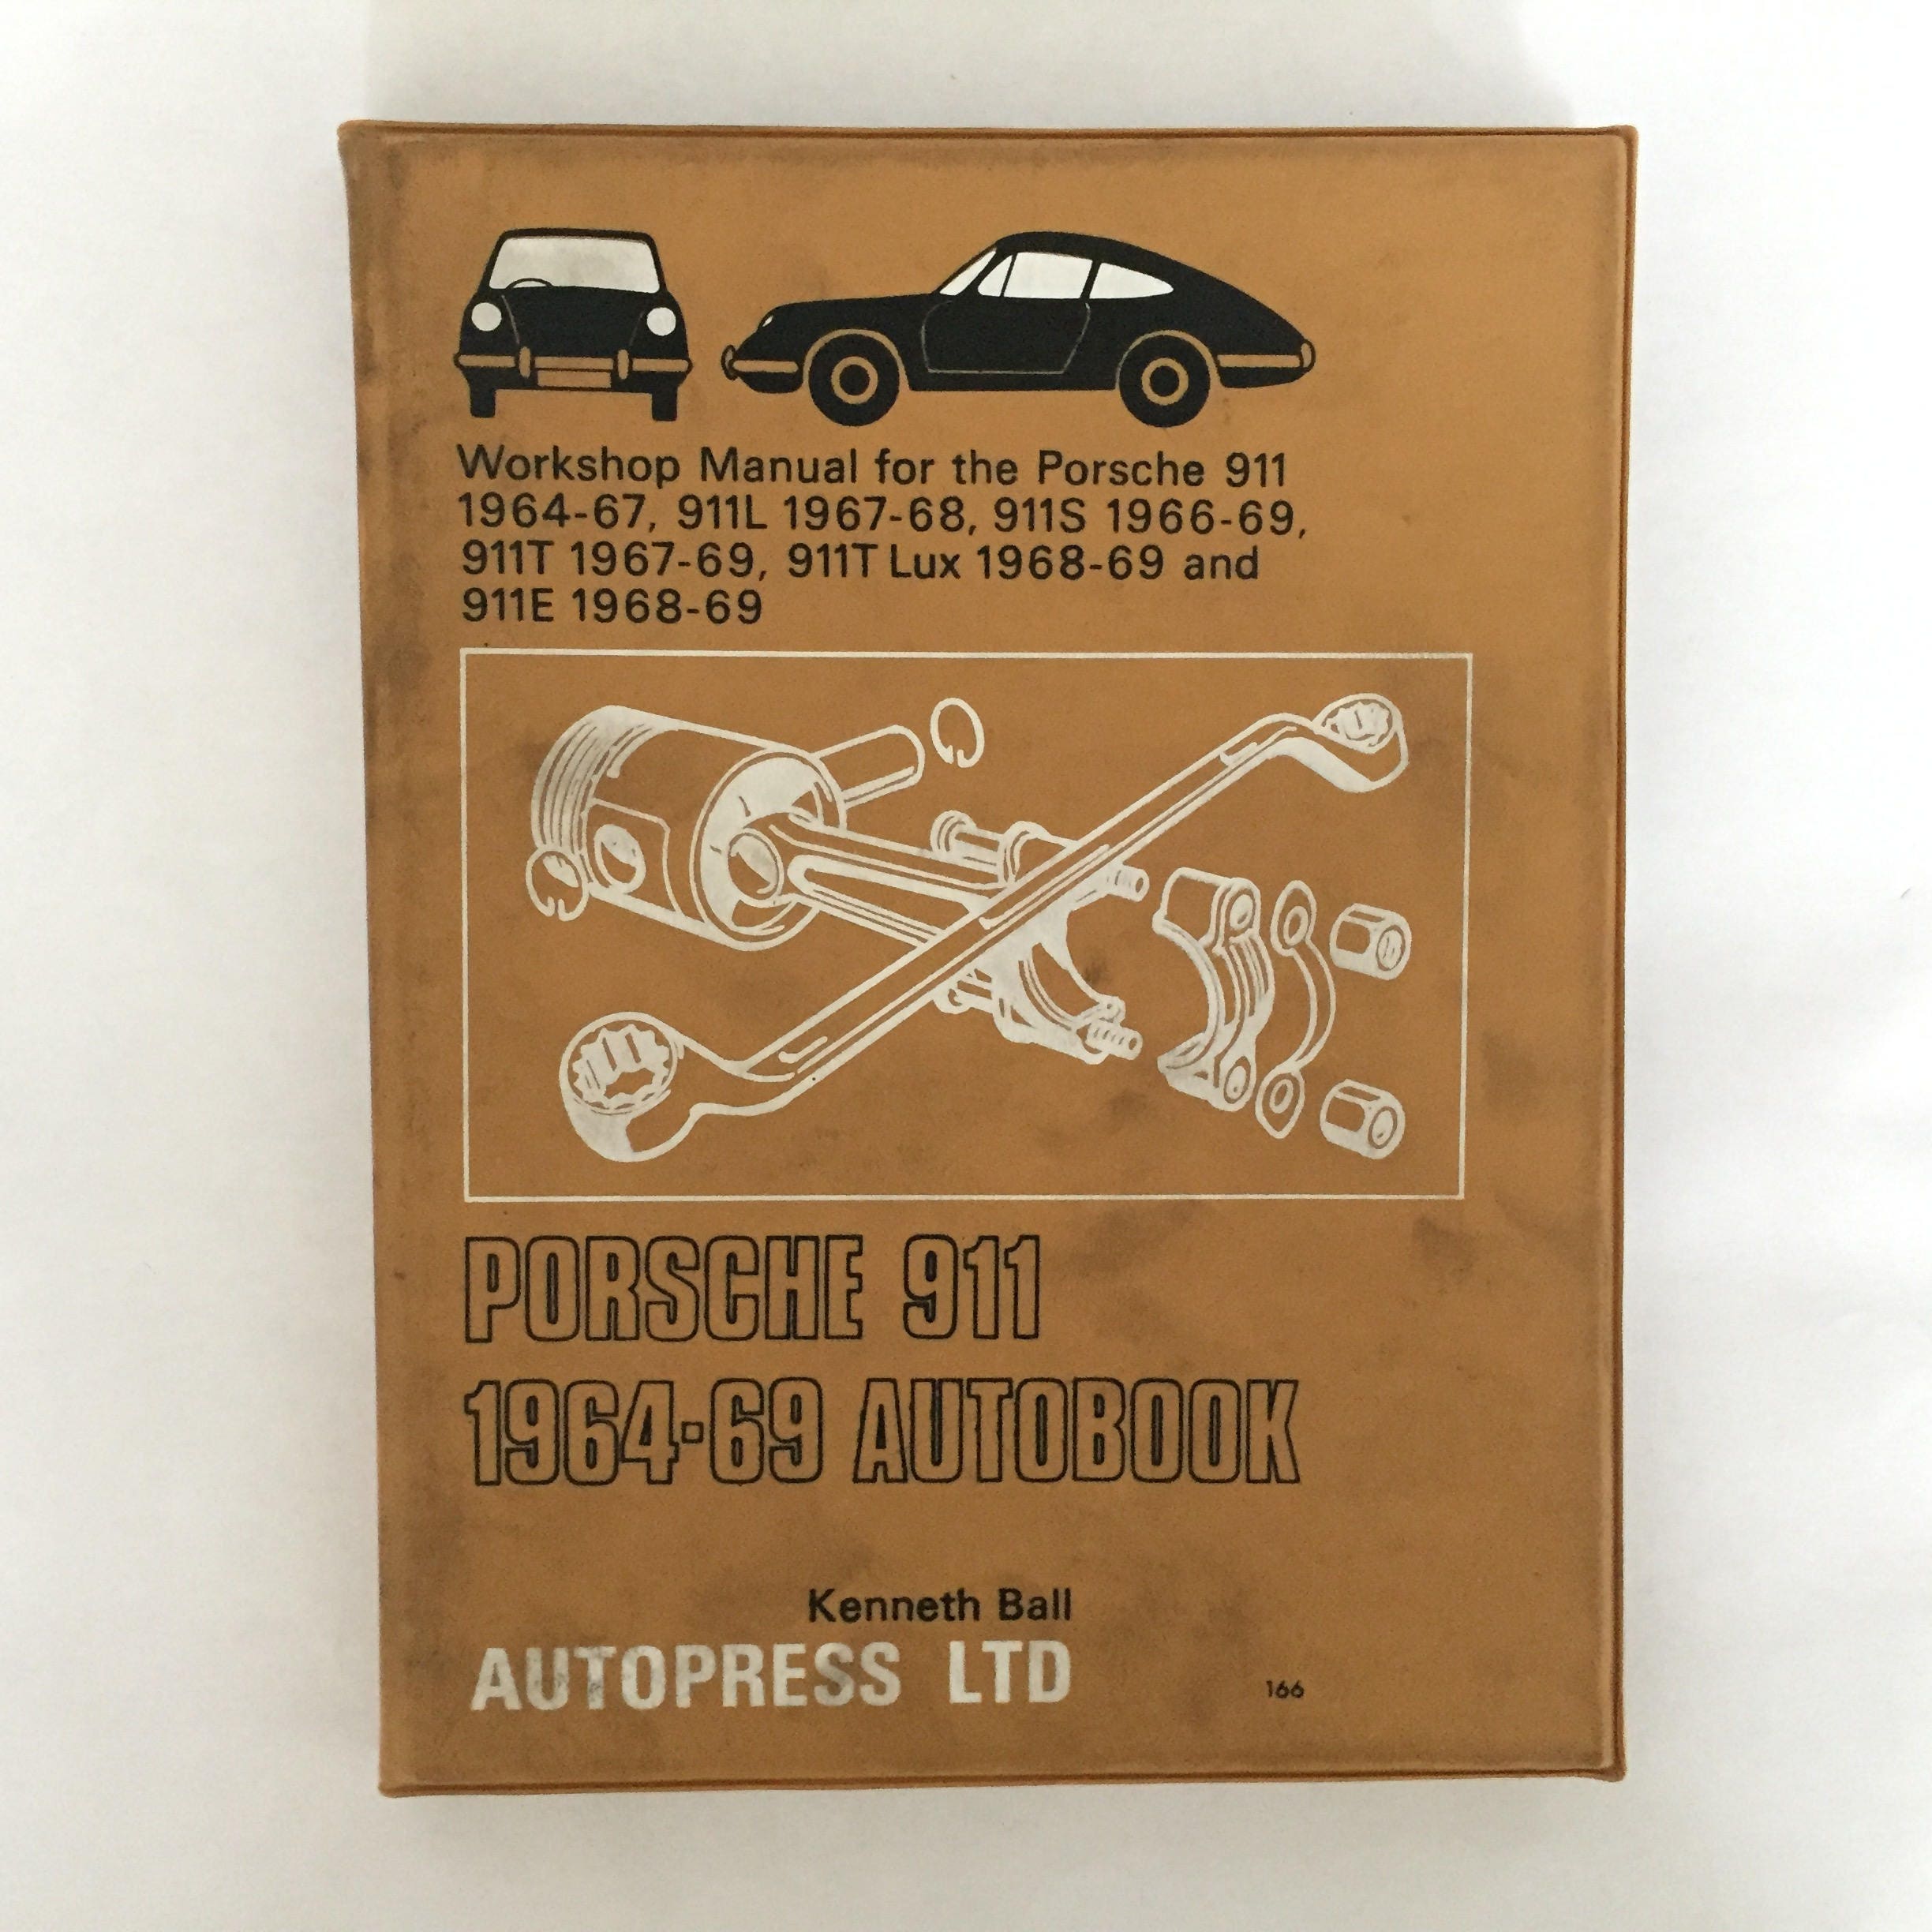 Workshop Manual for the Porsche 911
1964-67, 911L 1967-68, 911S 1966-69,
911T 1967-69, 911T Lux 1968-69 and
911E 1968-69
PORSCHE 911
1964-69 AUTOBOOK
Kenneth Ball
AUTOPRESS LTD
166